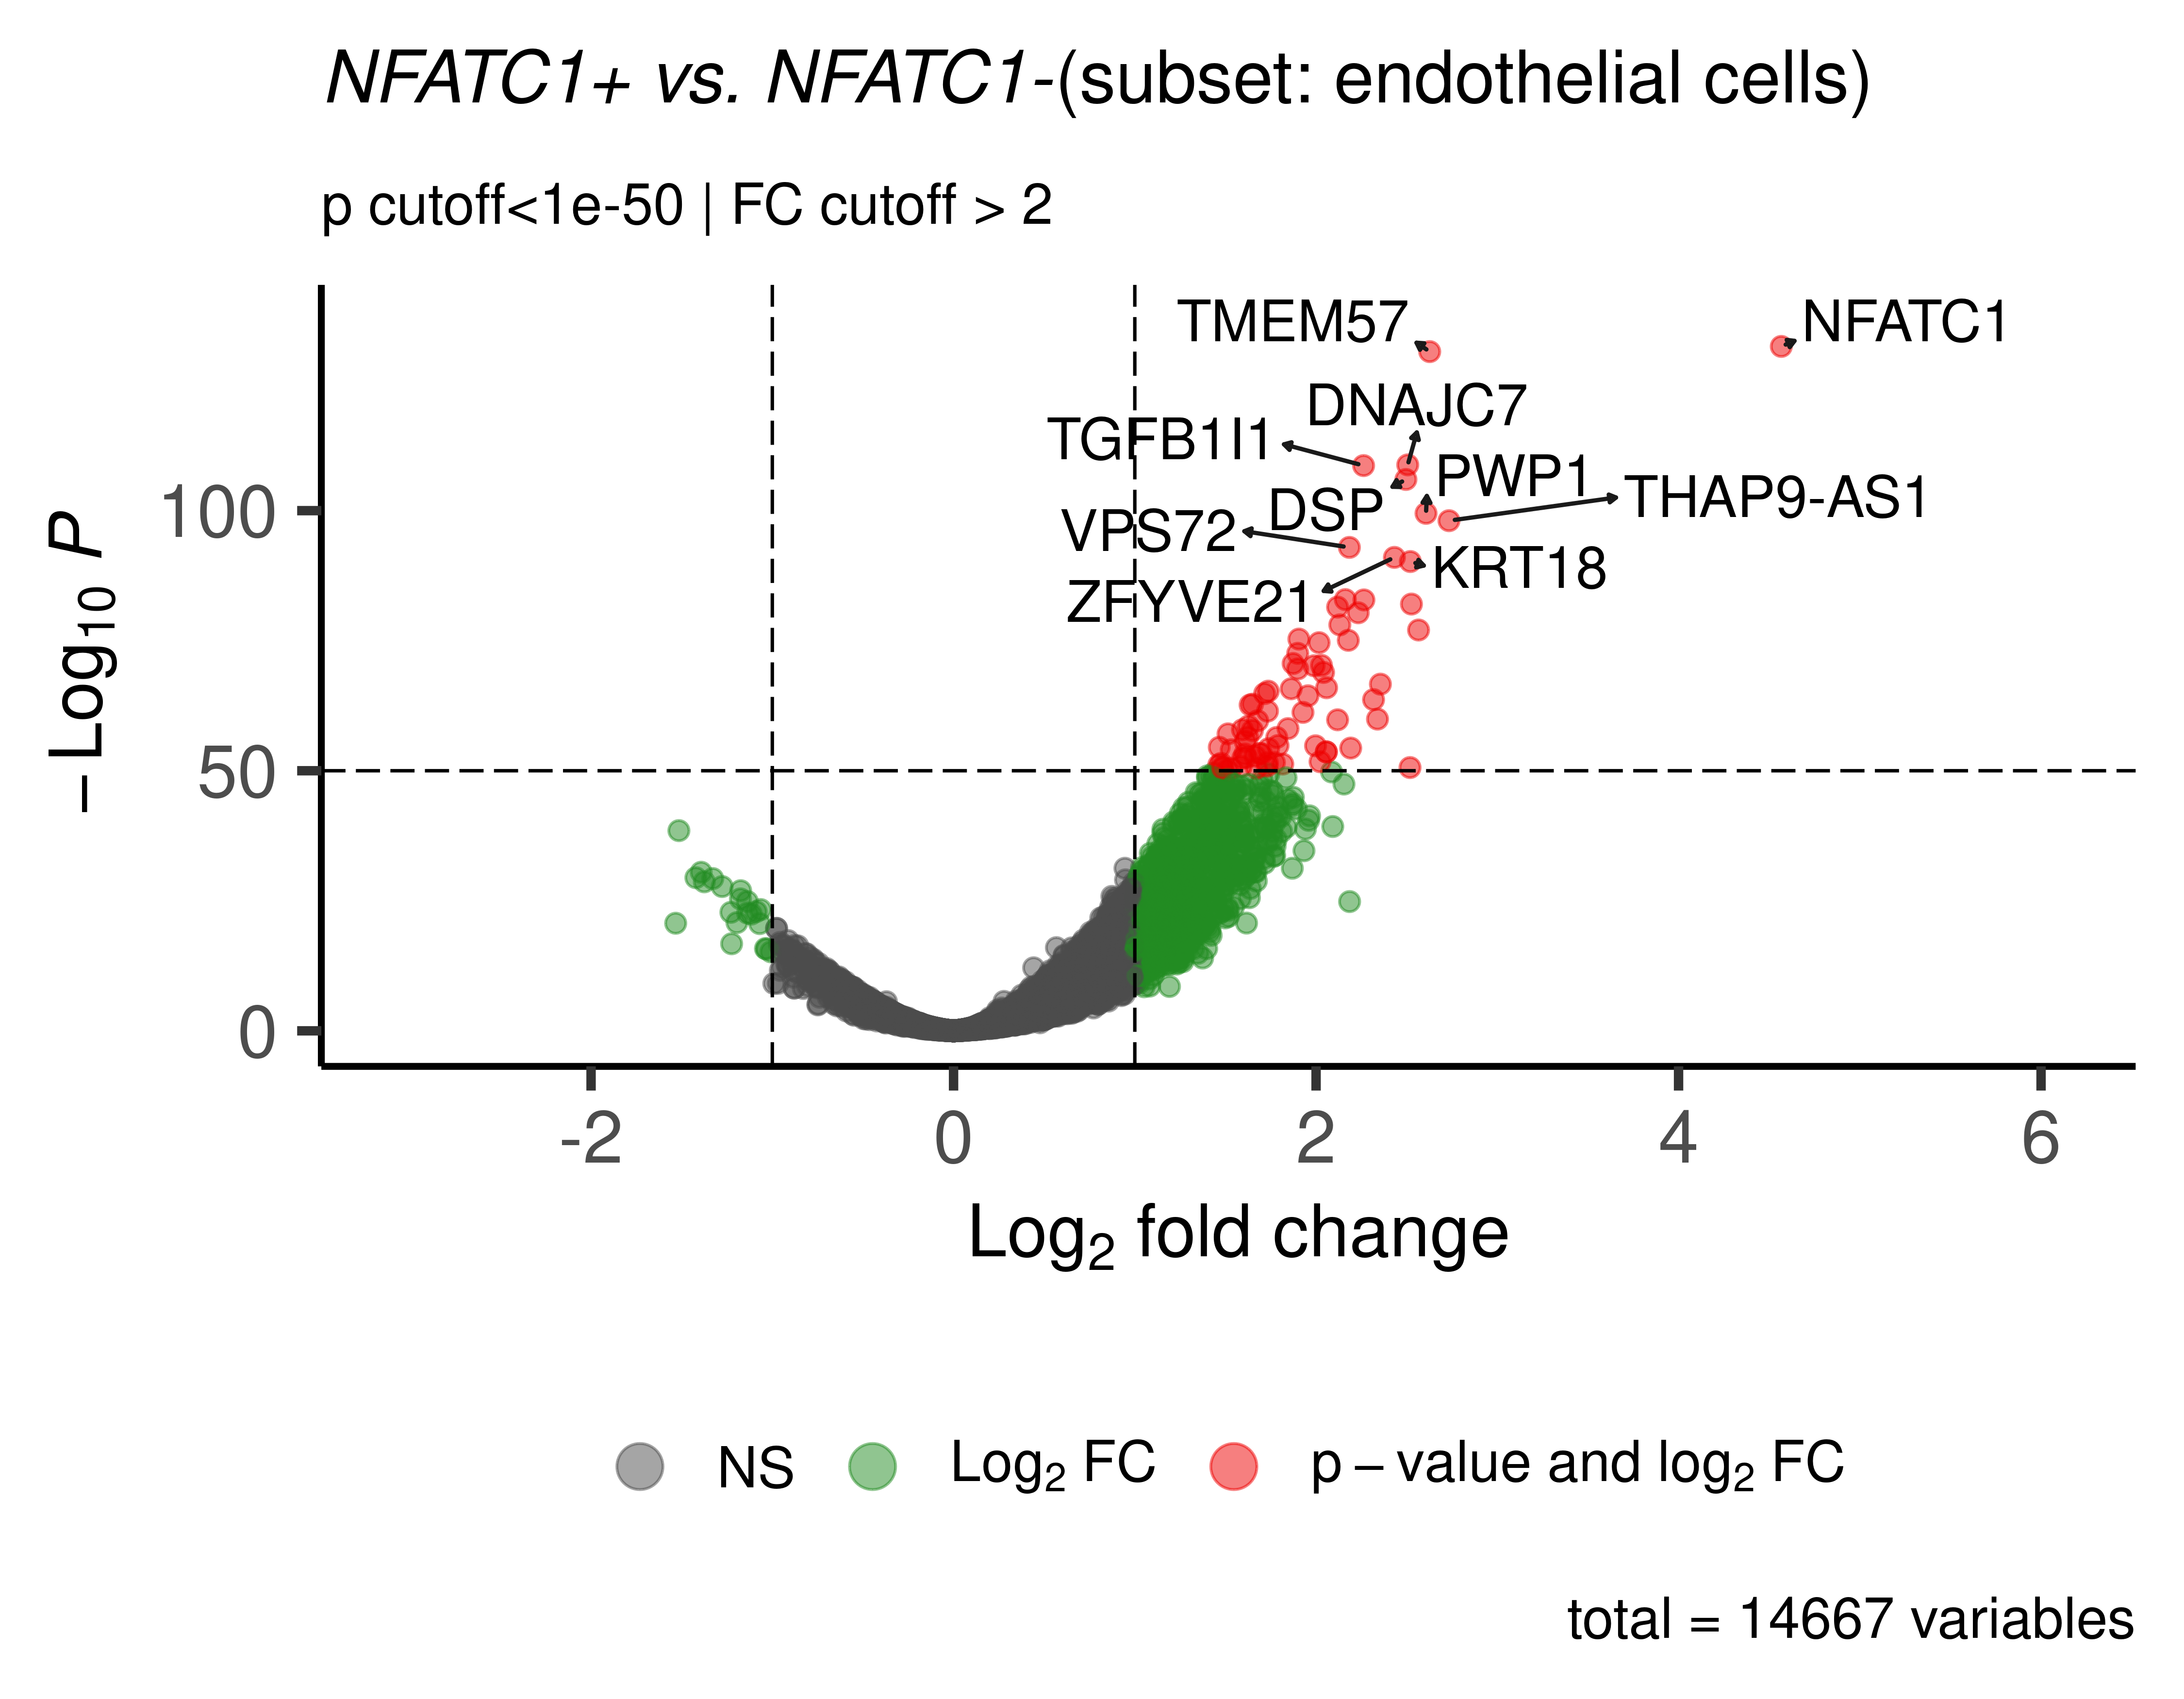 NFATC1+ vs. NFATC1-(subset: endothelial cells)
p cutoff<1e-50 | FC cutoff > 2
TMEM57
NFATC1
DNAJC7
TGFB1I1
PWP1
THAP9-AS1
DSP
VPS72
KRT18
ZFYVE21
– Log₁₀ P
100
50
0
-2 0 2 4 6
Log₂ fold change
NS Log₂ FC p – value and log₂ FC
total = 14667 variables